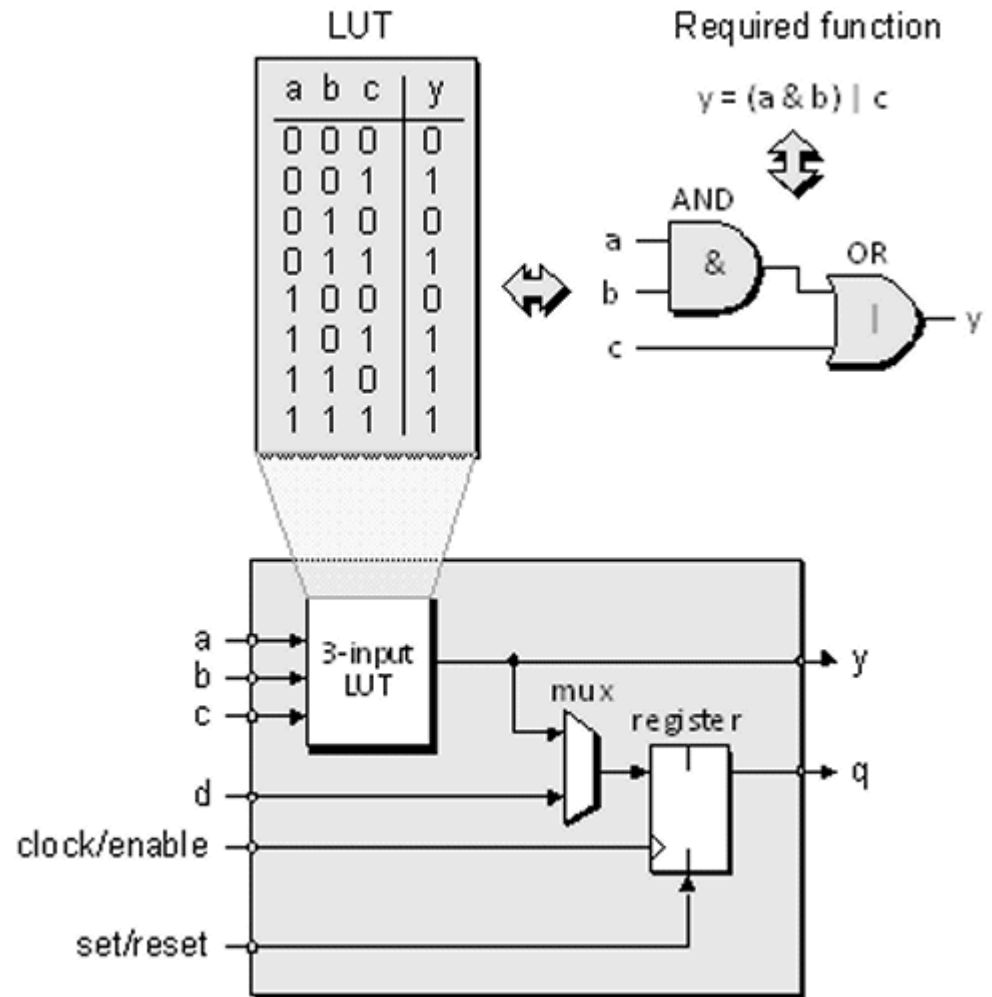 LUT
Required function
a b c y
0 0 0 0
0 0 1 1
0 1 0 0
0 1 1 1
1 0 0 0
1 0 1 1
1 1 0 1
1 1 1 1
y = (a & b) | c
AND
a
&
b
c
OR
|
y
a
b
c
3-input
LUT
y
mux
register
q
d
clock/enable
set/reset